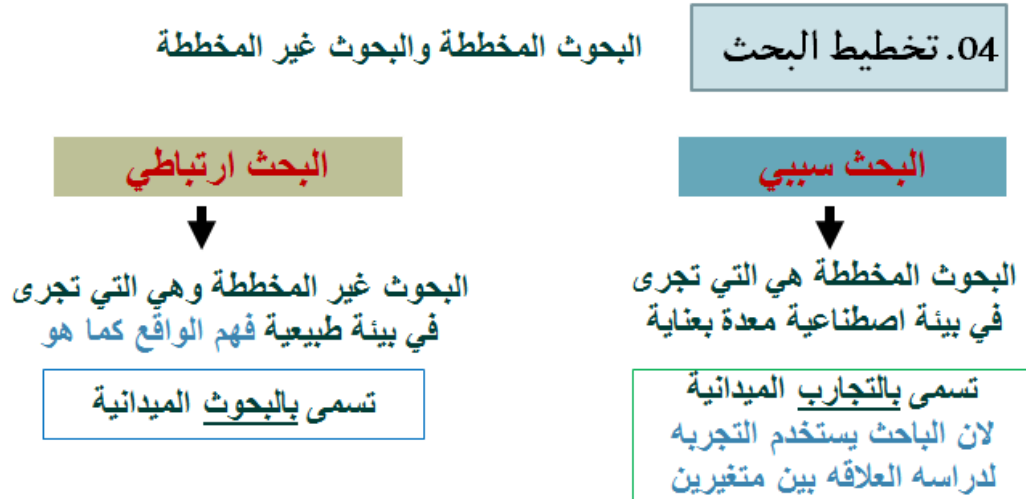 04. تخطيط البحث
البحوث المخططة والبحوث غير المخططة
البحث سببي
البحوث المخططة هي التي تجرى
في بيئة اصطناعية معدة بعناية
تسمى بالتجارب الميدانية
لان الباحث يستخدم التجربه
لدراسه العلاقه بين متغيرين
البحث ارتباطي
البحوث غير المخططة وهي التي تجرى
في بيئة طبيعية فهم الواقع كما هو
تسمى بالبحوث الميدانية